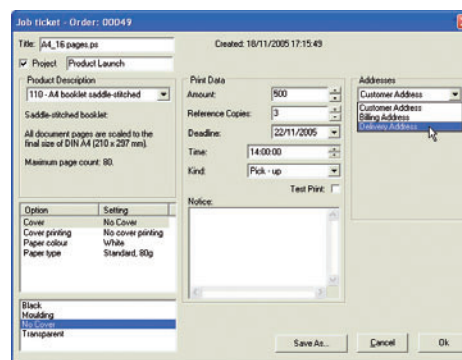 Job ticket - Order: 00049
Title: A4_16 pages.ps
Created: 18/11/2005 17:15:49
Project Product Launch
Product Description
110 - A4 booklet saddle-stitched
Saddle-stitched booklet:
All document pages are scaled to the
final size of DIN A4 (210 x 297 mm).
Maximum page count: 80.
Option Setting
Cover No Cover
Cover printing No cover printing
Paper colour White
Paper type Standard, 80g
Black
Moulding
No Cover
Transparent
Print Data
Amount: 500
Reference Copies: 3
Deadline: 22/11/2005
Time: 14:00:00
Kind: Pick - up
Test Print:
Notice:
Addresses
Customer Address
Customer Address
Billing Address
Delivery Address
Save As...
Cancel
Ok